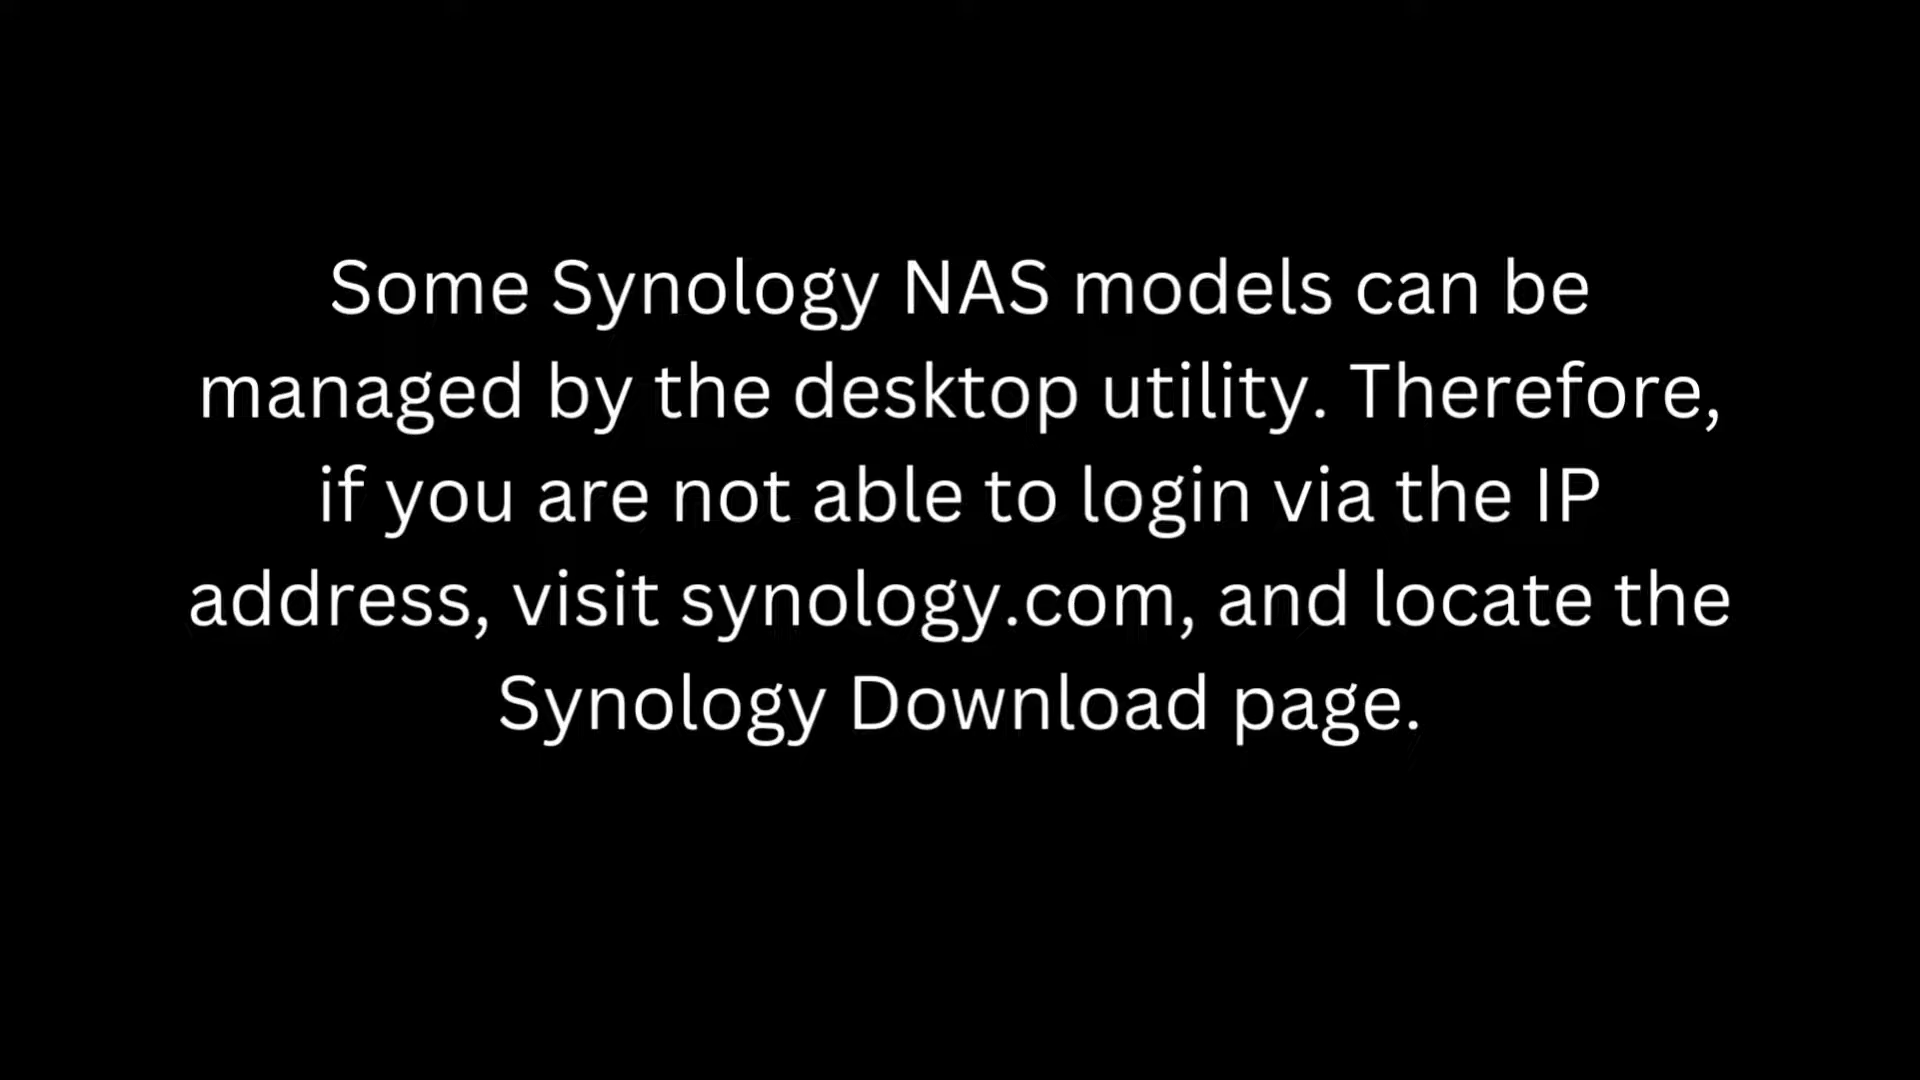 Some Synology NAS models can be
managed by the desktop utility. Therefore,
if you are not able to login via the IP
address, visit synology.com, and locate the
Synology Download page.